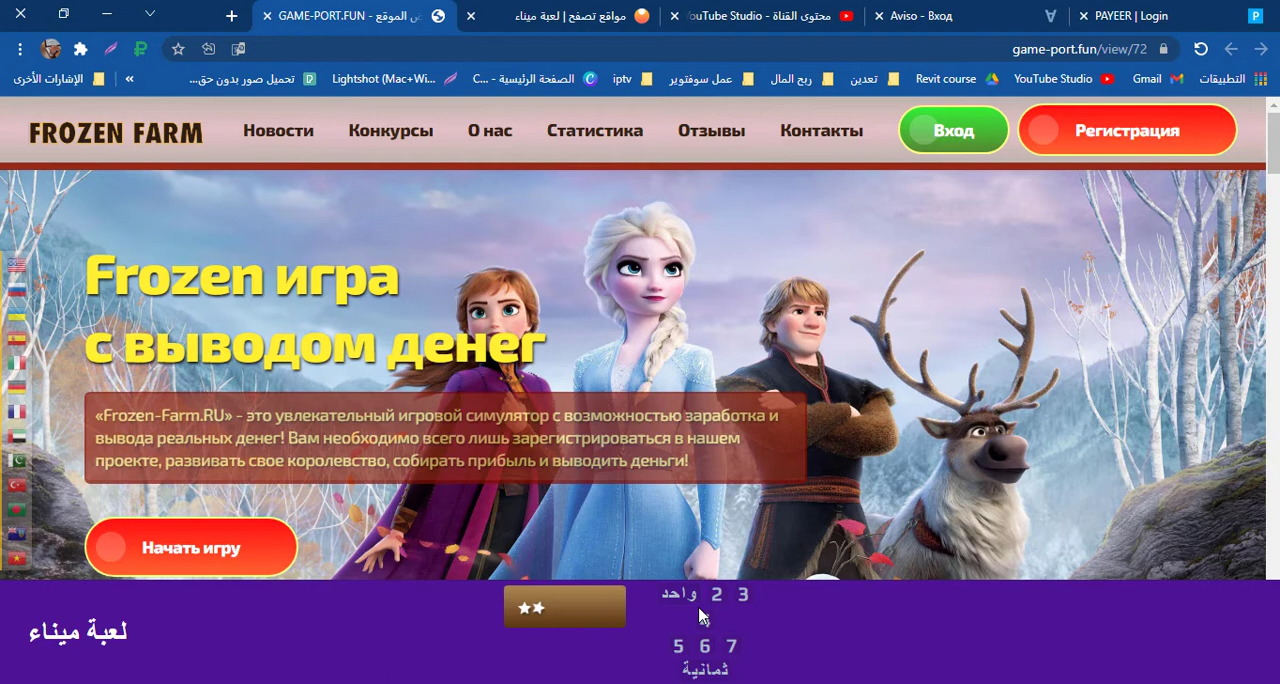 GAME-PORT.FUN - ض الموقع
مواقع تصفح | لعبة ميناء
محتوى القناة - YouTube Studio
Aviso - Вход
PAYEER | Login
game-port.fun/view/72
الإشارات الأخرى
«
تحميل صور بدون حق...
Lightshot (Mac+Wi...
الصفحة الرئيسية - C...
iptv
عمل سوفتوير
ربح المال
تعدين
Revit course
YouTube Studio
Gmail
التطبيقات
FROZEN FARM
Новости
Конкурсы
О нас
Статистика
Отзывы
Контакты
Вход
Регистрация
Frozen игра
с выводом денег
«Frozen-Farm.RU» - это увлекательный игровой симулятор с возможностью заработка и
вывода реальных денег! Вам необходимо всего лишь зарегистрироваться в нашем
проекте, развивать свое королевство, собирать прибыль и выводить деньги!
Начать игру
لعبة ميناء
واحد 2 3
5 6 7
ثمانية